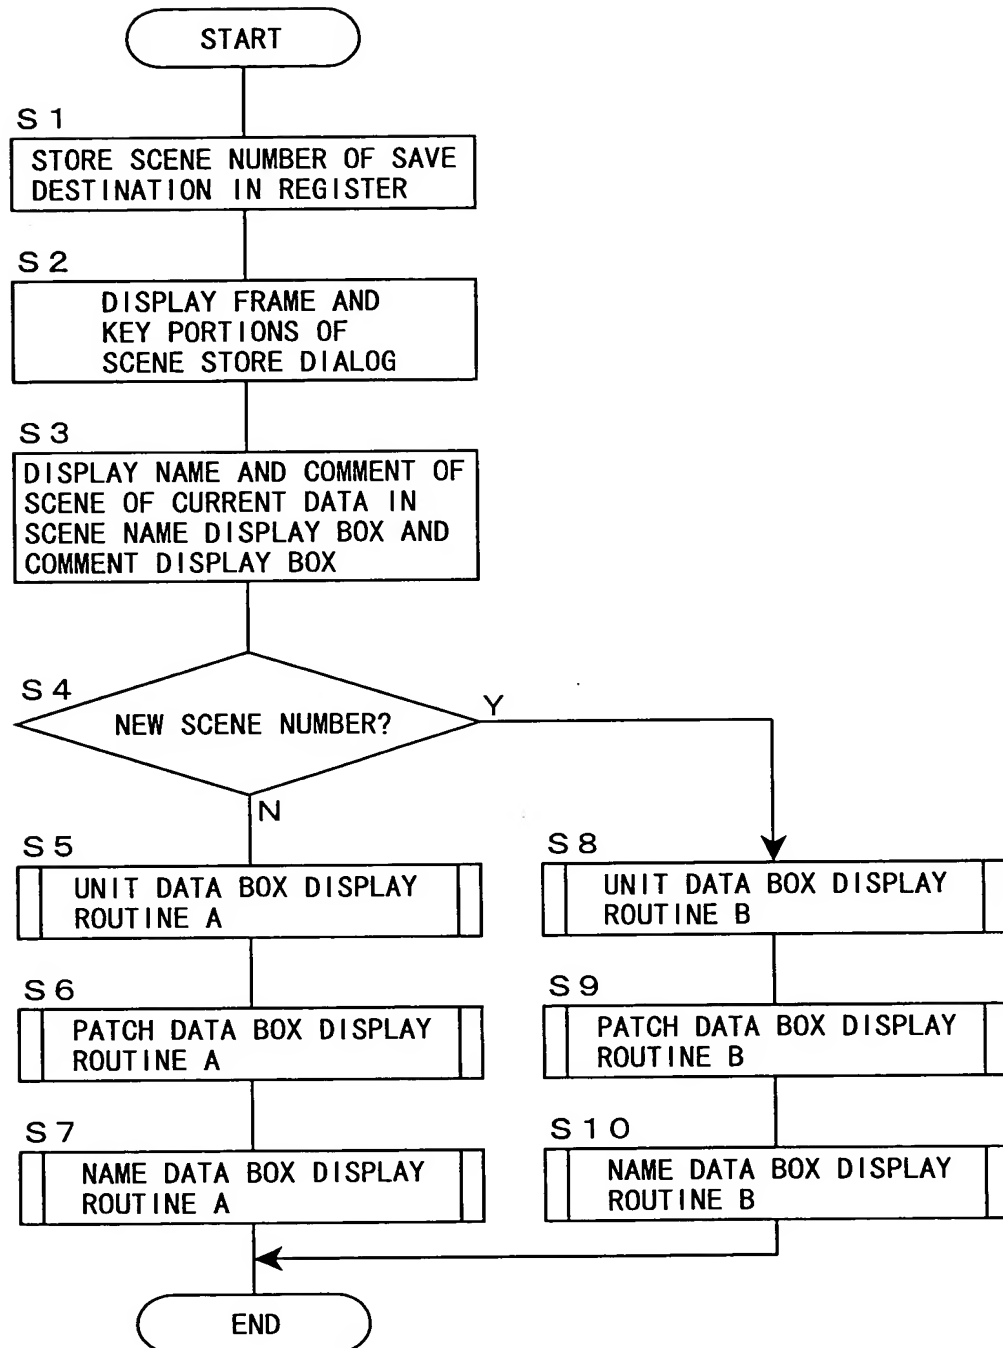 START
S1
STORE SCENE NUMBER OF SAVE
DESTINATION IN REGISTER
S2
DISPLAY FRAME AND
KEY PORTIONS OF
SCENE STORE DIALOG
S3
DISPLAY NAME AND COMMENT OF
SCENE OF CURRENT DATA IN
SCENE NAME DISPLAY BOX AND
COMMENT DISPLAY BOX
S4
NEW SCENE NUMBER?
Y
N
S5
UNIT DATA BOX DISPLAY
ROUTINE A
S6
PATCH DATA BOX DISPLAY
ROUTINE A
S7
NAME DATA BOX DISPLAY
ROUTINE A
S8
UNIT DATA BOX DISPLAY
ROUTINE B
S9
PATCH DATA BOX DISPLAY
ROUTINE B
S10
NAME DATA BOX DISPLAY
ROUTINE B
END